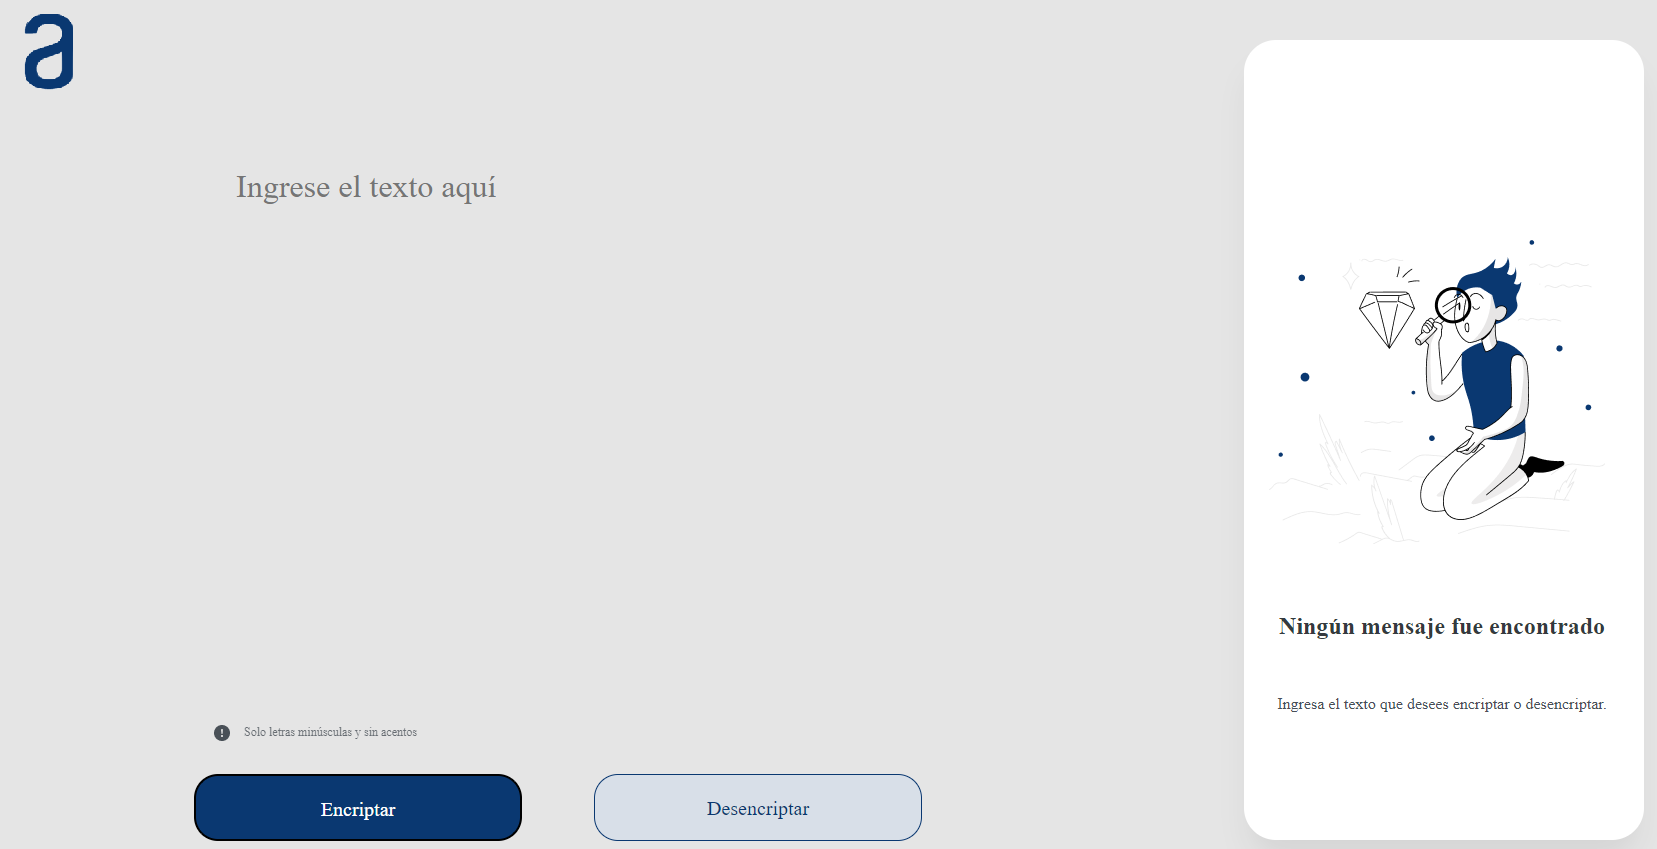 a
Ingrese el texto aquí
Solo letras minúsculas y sin acentos
Encriptar
Desencriptar
Ningún mensaje fue encontrado
Ingresa el texto que desees encriptar o desencriptar.